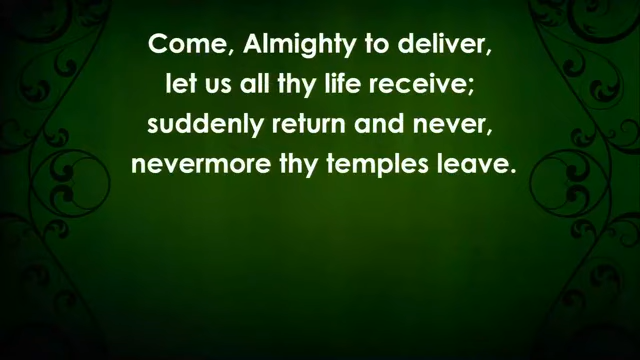 Come, Almighty to deliver,
let us all thy life receive;
suddenly return and never,
nevermore thy temples leave.